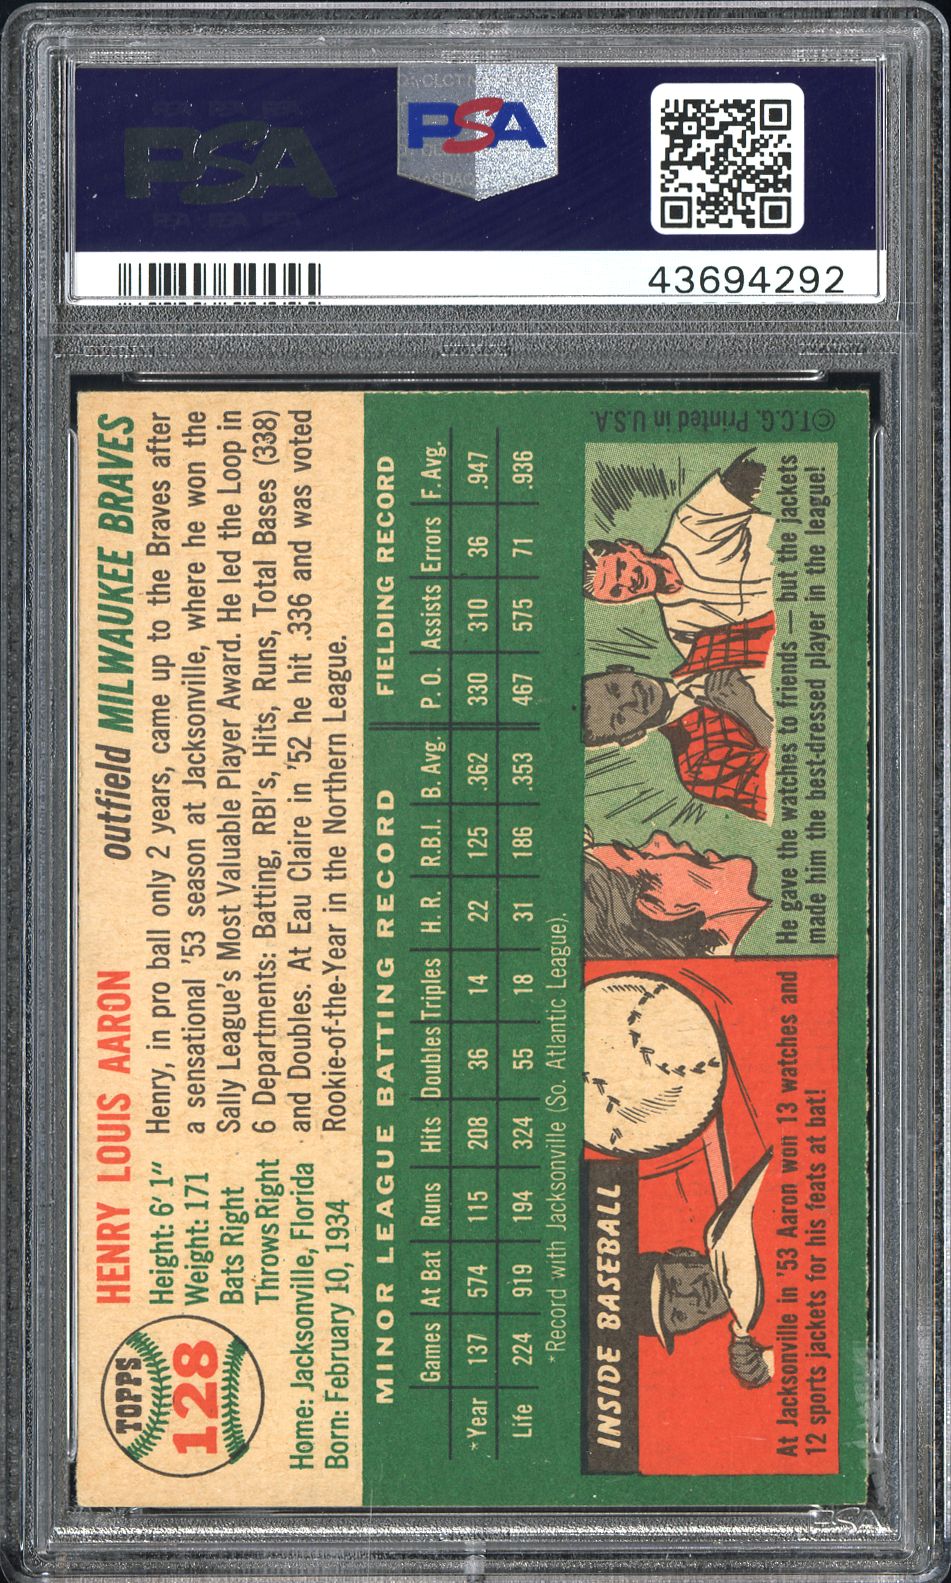 PSA
PSA
43694292
TOPPS
128
HENRY LOUIS AARON
outfield MILWAUKEE BRAVES
Height: 6' 1"
Weight: 171
Bats Right
Throws Right
Home: Jacksonville, Florida
Born: February 10, 1934
Henry, in pro ball only 2 years, came up to the Braves after
a sensational '53 season at Jacksonville, where he won the
Sally League's Most Valuable Player Award. He led the Loop in
6 Departments: Batting, RBI's, Hits, Runs, Total Bases (338)
and Doubles. At Eau Claire in '52 he hit .336 and was voted
Rookie-of-the-Year in the Northern League.
MINOR LEAGUE BATTING RECORD FIELDING RECORD
Games At Bat Runs Hits Doubles Triples H. R. R.B.I. B. Avg. P. O. Assists Errors F. Avg.
*Year 137 574 115 208 36 14 22 125 .362 330 310 36 .947
Life 224 919 194 324 55 18 31 186 .353 467 575 71 .936
*Record with Jacksonville (So. Atlantic League).
INSIDE BASEBALL
At Jacksonville in '53 Aaron won 13 watches and
12 sports jackets for his feats at bat!
He gave the watches to friends — but the jackets
made him the best-dressed player in the league!
©T.C.G. Printed in U.S.A.
PSA